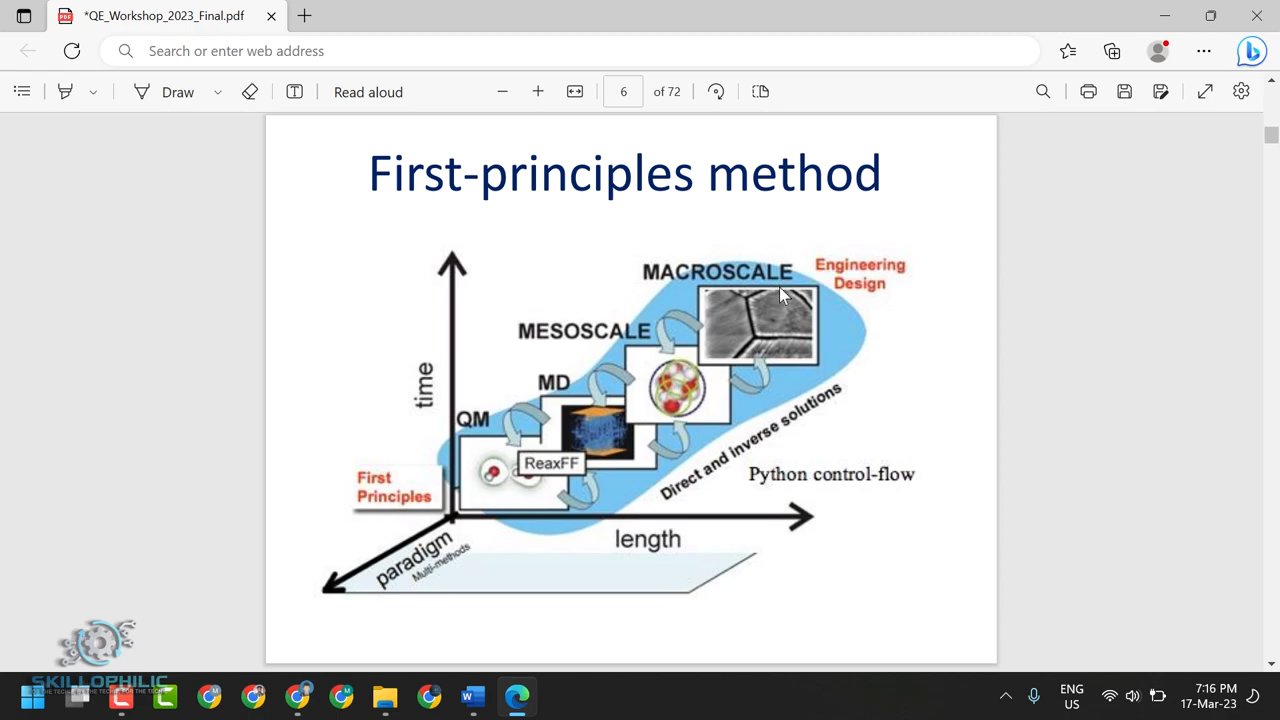 *QE_Workshop_2023_Final.pdf
Search or enter web address
Draw
Read aloud
6
of 72
First-principles method
MACROSCALE
Engineering
Design
MESOSCALE
time
MD
QM
ReaxFF
First
Principles
Direct and inverse solutions
Python control-flow
length
paradigm
Multi-methods
SKILLOPHILIC
ENG
US
7:16 PM
17-Mar-23